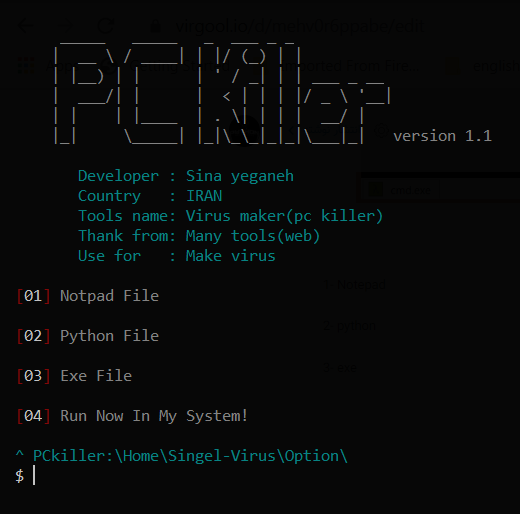 PC Killer
version 1.1
Developer : Sina yeganeh
Country : IRAN
Tools name: Virus maker(pc killer)
Thank from: Many tools(web)
Use for : Make virus
[01] Notpad File
[02] Python File
[03] Exe File
[04] Run Now In My System!
^ PCkiller:\Home\Singel-Virus\Option\
$